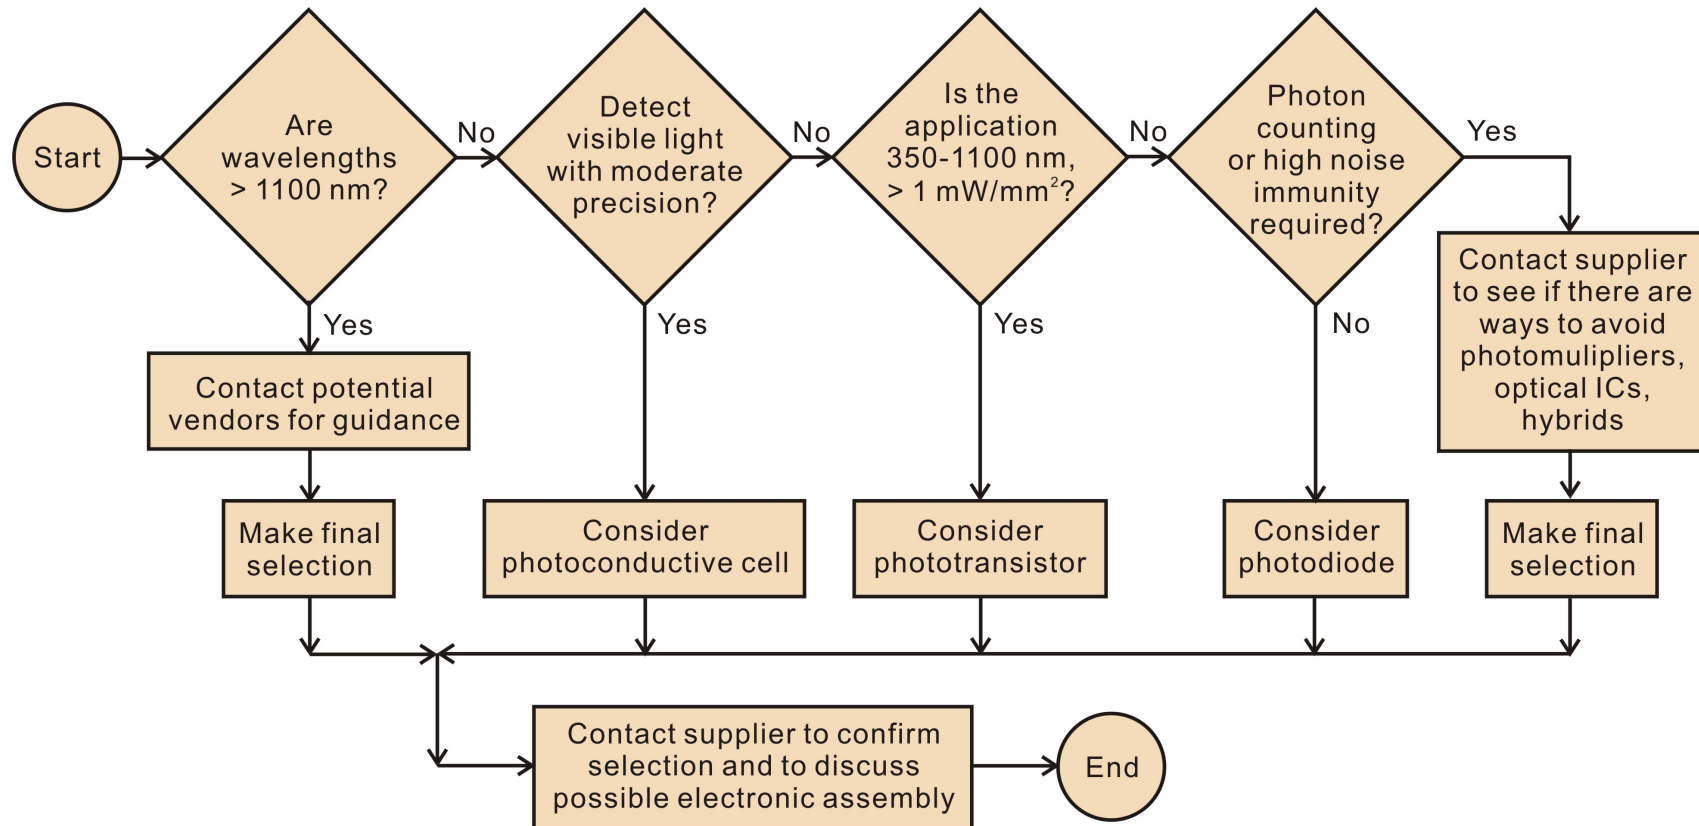 Start
Are
wavelengths
> 1100 nm?
No
Yes
Detect
visible light
with moderate
precision?
No
Yes
Is the
application
350-1100 nm,
> 1 mW/mm²?
No
Yes
Photon
counting
or high noise
immunity
required?
Yes
No
Contact potential
vendors for guidance
Contact supplier
to see if there are
ways to avoid
photomulipliers,
optical ICs,
hybrids
Make final
selection
Consider
photoconductive cell
Consider
phototransistor
Consider
photodiode
Make final
selection
Contact supplier to confirm
selection and to discuss
possible electronic assembly
End